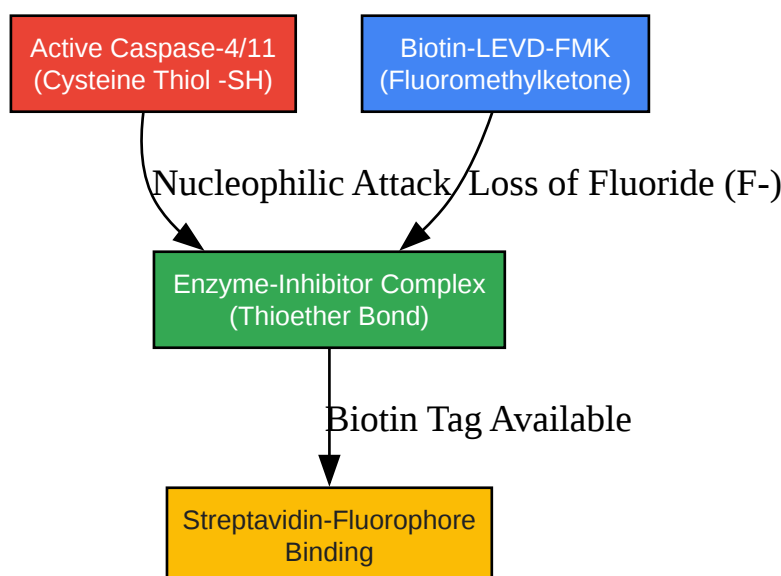 Active Caspase-4/11
(Cysteine Thiol -SH)
Biotin-LEVD-FMK
(Fluoromethylketone)
Nucleophilic Attack
Loss of Fluoride (F-)
Enzyme-Inhibitor Complex
(Thioether Bond)
Biotin Tag Available
Streptavidin-Fluorophore
Binding